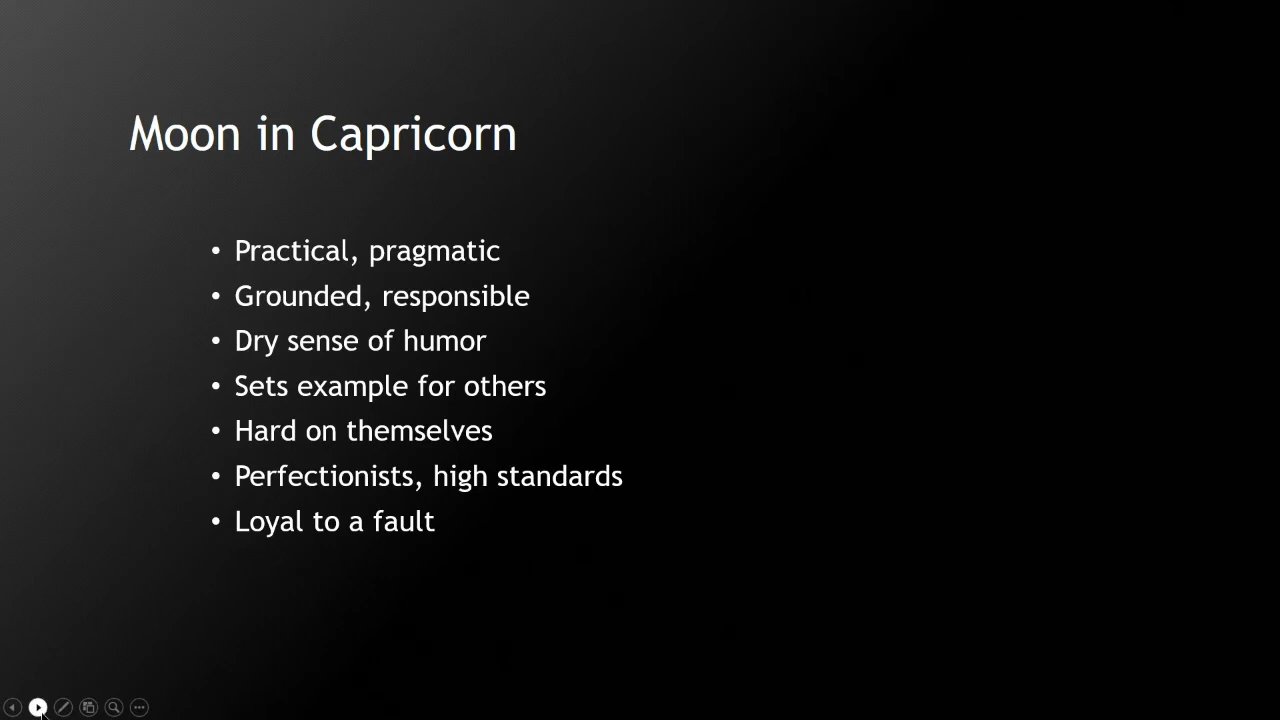 Moon in Capricorn
• Practical, pragmatic
• Grounded, responsible
• Dry sense of humor
• Sets example for others
• Hard on themselves
• Perfectionists, high standards
• Loyal to a fault